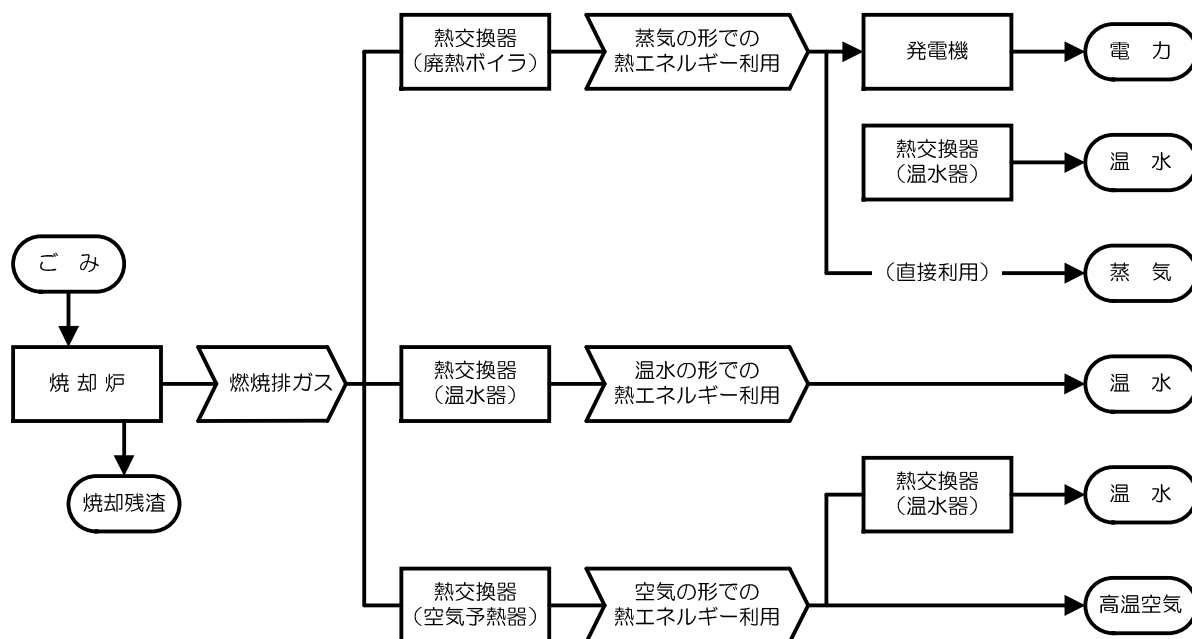 熱交換器
（廃熱ボイラ）
蒸気の形での
熱エネルギー利用
発電機
電　力
熱交換器
（温水器）
温　水
（直接利用）
蒸　気
ご　み
焼 却 炉
燃焼排ガス
焼却残渣
熱交換器
（温水器）
温水の形での
熱エネルギー利用
温　水
熱交換器
（温水器）
温　水
熱交換器
（空気予熱器）
空気の形での
熱エネルギー利用
高温空気